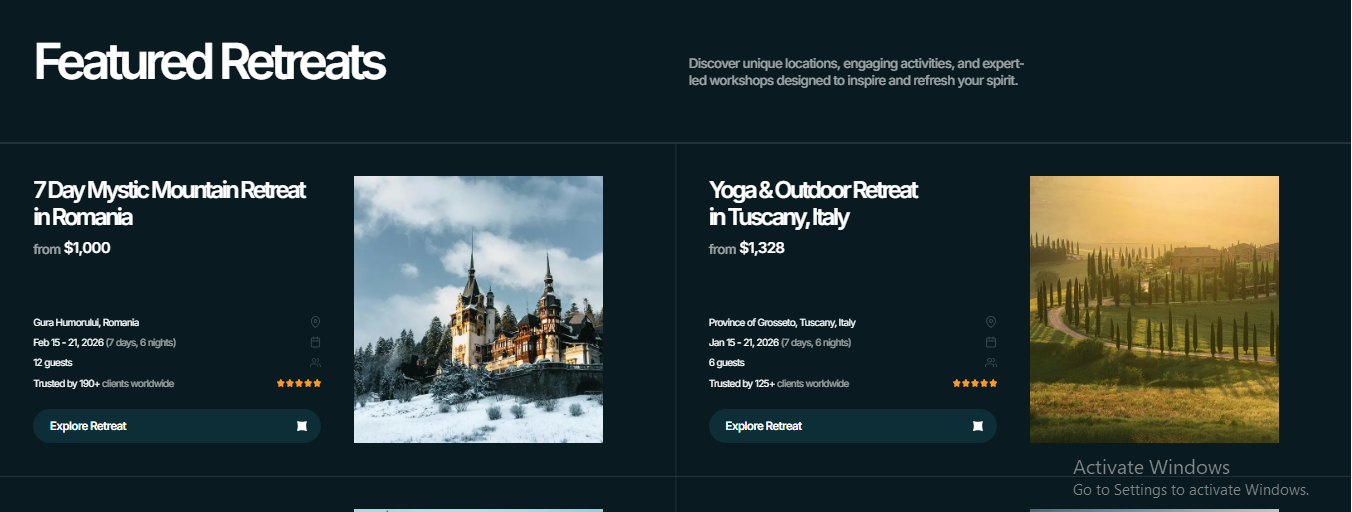 Featured Retreats
Discover unique locations, engaging activities, and expert-
led workshops designed to inspire and refresh your spirit.
7 Day Mystic Mountain Retreat
in Romania
from $1,000
Gura Humorului, Romania
Feb 15 - 21, 2026 (7 days, 6 nights)
12 guests
Trusted by 190+ clients worldwide
Explore Retreat
Yoga & Outdoor Retreat
in Tuscany, Italy
from $1,328
Province of Grosseto, Tuscany, Italy
Jan 15 - 21, 2026 (7 days, 6 nights)
6 guests
Trusted by 125+ clients worldwide
Explore Retreat
Activate Windows
Go to Settings to activate Windows.